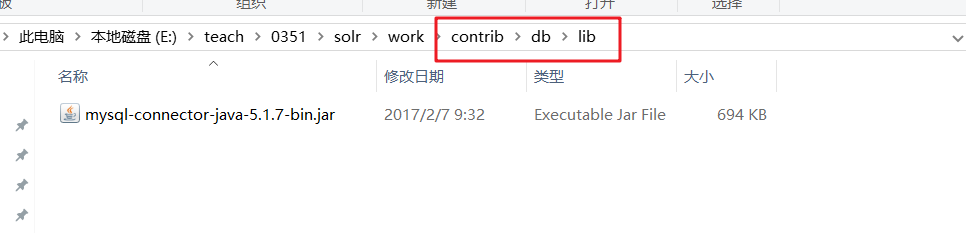 板 组织 新建 打开 选择
此电脑 > 本地磁盘 (E:) > teach > 0351 > solr > work > contrib > db > lib
名称 修改日期 类型 大小
mysql-connector-java-5.1.7-bin.jar 2017/2/7 9:32 Executable Jar File 694 KB